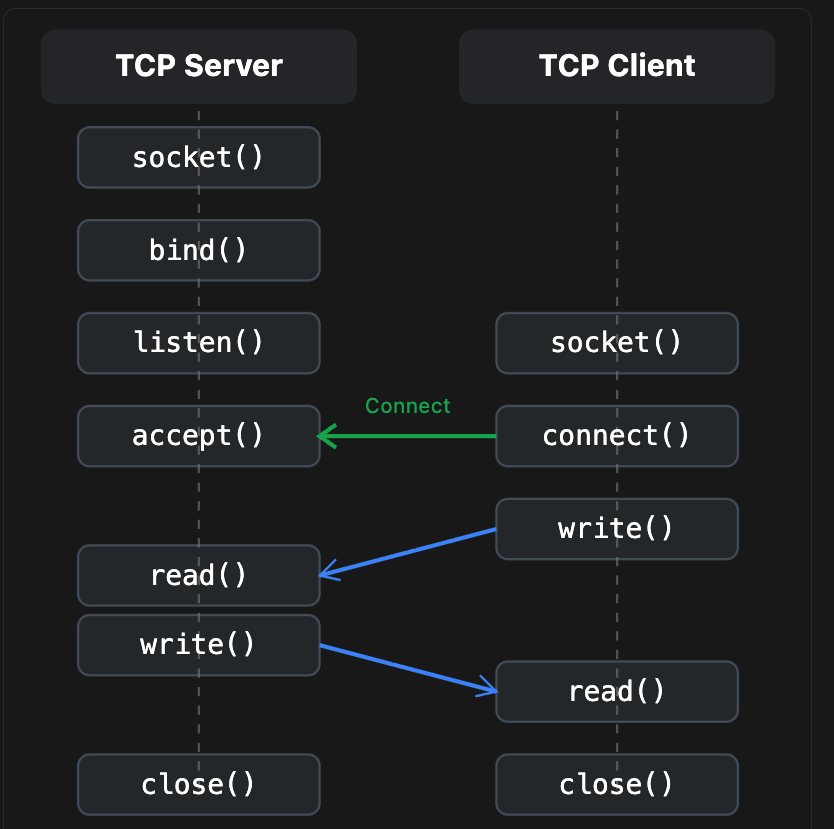 TCP Server
TCP Client
socket()
bind()
listen()
socket()
Connect
accept()
connect()
write()
read()
write()
read()
close()
close()